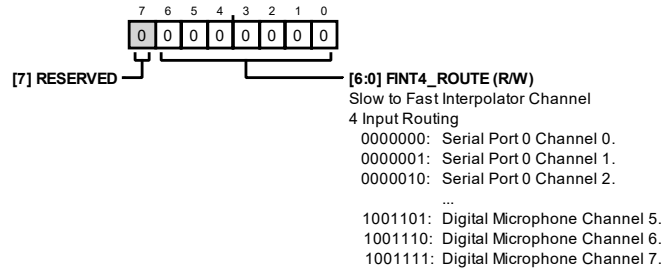 7 6 5 4 3 2 1 0
0 0 0 0 0 0 0 0
[7] RESERVED
[6:0] FINT4_ROUTE (R/W)
Slow to Fast Interpolator Channel
4 Input Routing
0000000: Serial Port 0 Channel 0.
0000001: Serial Port 0 Channel 1.
0000010: Serial Port 0 Channel 2.
...
1001101: Digital Microphone Channel 5.
1001110: Digital Microphone Channel 6.
1001111: Digital Microphone Channel 7.